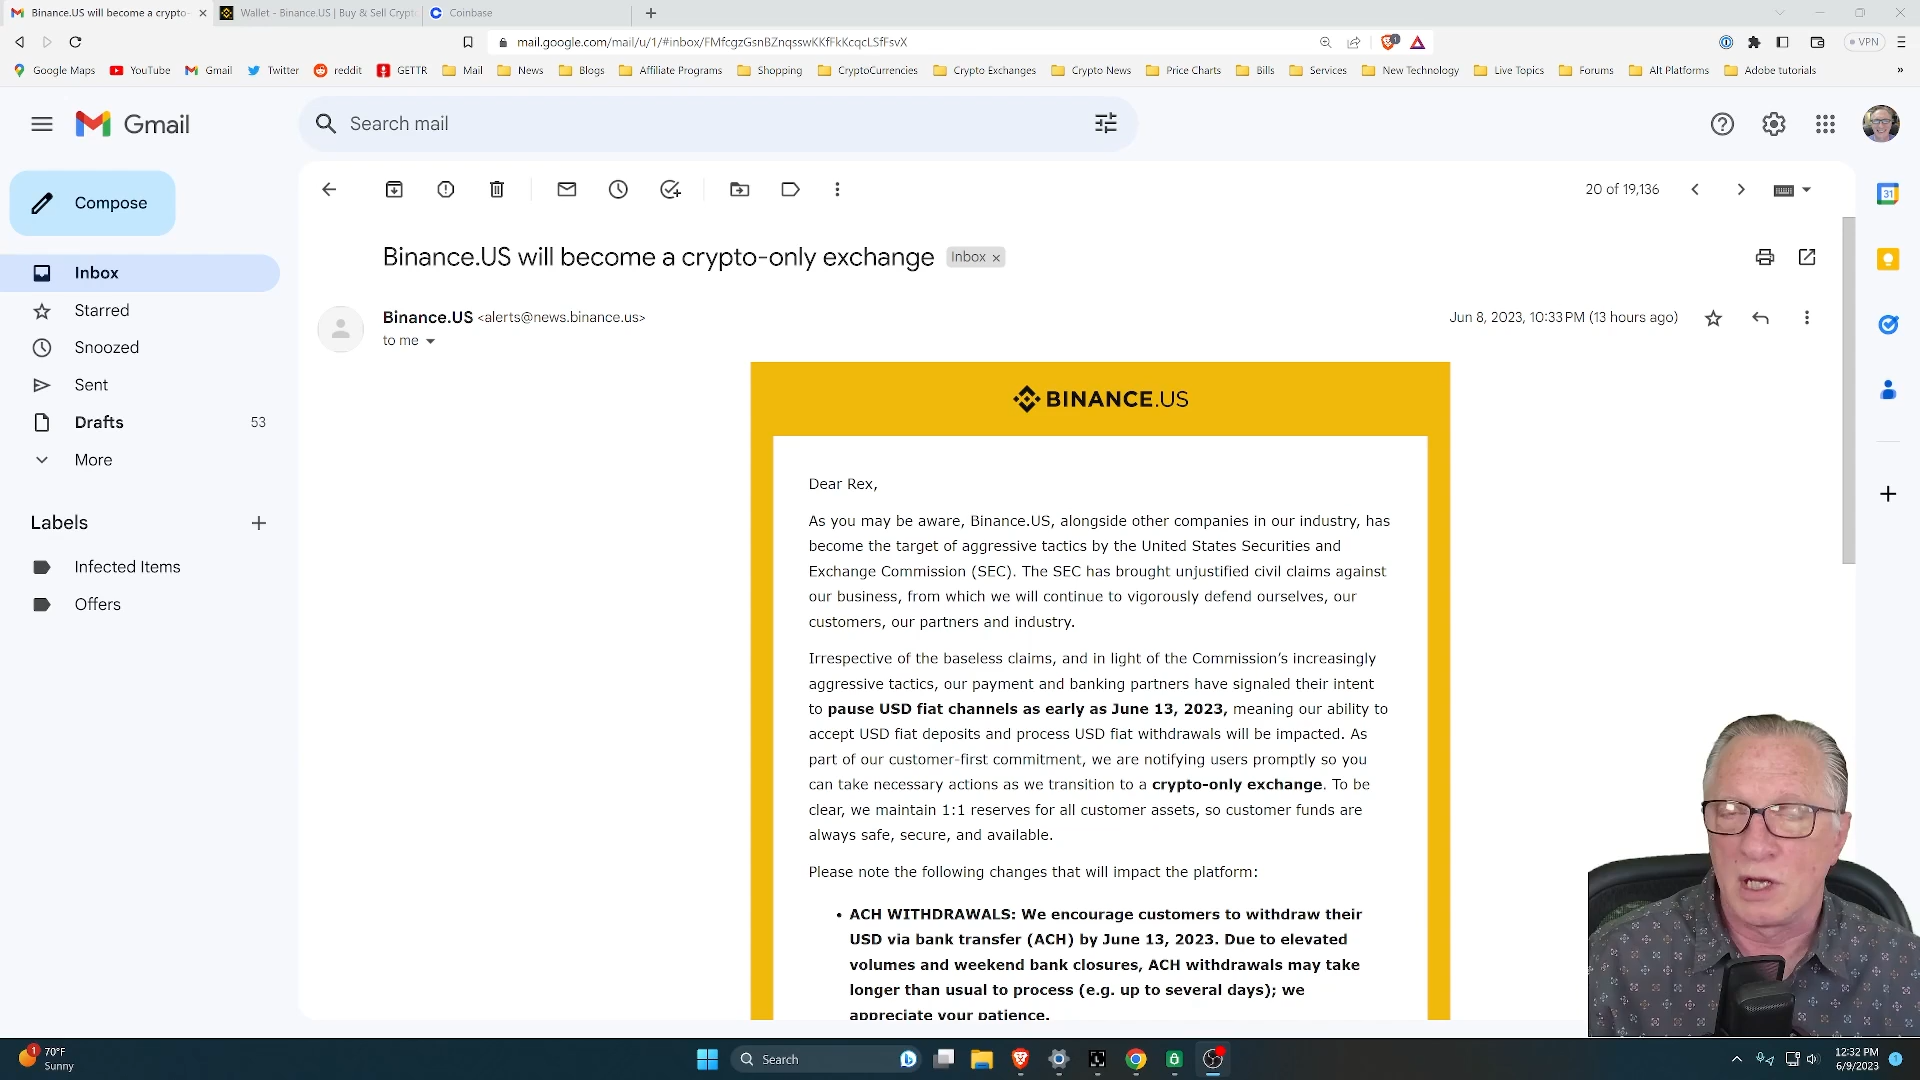 Binance.US will become a crypto-
Wallet - Binance.US | Buy & Sell Crypto
Coinbase
mail.google.com/mail/u/1/#inbox/FMfcgzGsnBZnqsswKKfFkKcqcLSfFsvX
1
VPN
Google Maps
YouTube
Gmail
Twitter
reddit
GETTR
Mail
News
Blogs
Affiliate Programs
Shopping
CryptoCurrencies
Crypto Exchanges
Crypto News
Price Charts
Bills
Services
New Technology
Live Topics
Forums
Alt Platforms
Adobe tutorials
Gmail
Search mail
Compose
20 of 19,136
31
Inbox
Starred
Snoozed
Sent
Drafts
53
More
Labels
Infected Items
Offers
Binance.US will become a crypto-only exchange
Inbox
Binance.US <alerts@news.binance.us>
Jun 8, 2023, 10:33 PM (13 hours ago)
to me
BINANCE.US
Dear Rex,
As you may be aware, Binance.US, alongside other companies in our industry, has
become the target of aggressive tactics by the United States Securities and
Exchange Commission (SEC). The SEC has brought unjustified civil claims against
our business, from which we will continue to vigorously defend ourselves, our
customers, our partners and industry.
Irrespective of the baseless claims, and in light of the Commission’s increasingly
aggressive tactics, our payment and banking partners have signaled their intent
to pause USD fiat channels as early as June 13, 2023, meaning our ability to
accept USD fiat deposits and process USD fiat withdrawals will be impacted. As
part of our customer-first commitment, we are notifying users promptly so you
can take necessary actions as we transition to a crypto-only exchange. To be
clear, we maintain 1:1 reserves for all customer assets, so customer funds are
always safe, secure, and available.
Please note the following changes that will impact the platform:
• ACH WITHDRAWALS: We encourage customers to withdraw their
USD via bank transfer (ACH) by June 13, 2023. Due to elevated
volumes and weekend bank closures, ACH withdrawals may take
longer than usual to process (e.g. up to several days); we
appreciate your patience.
1
70°F
Sunny
Search
12:32 PM
6/9/2023
1